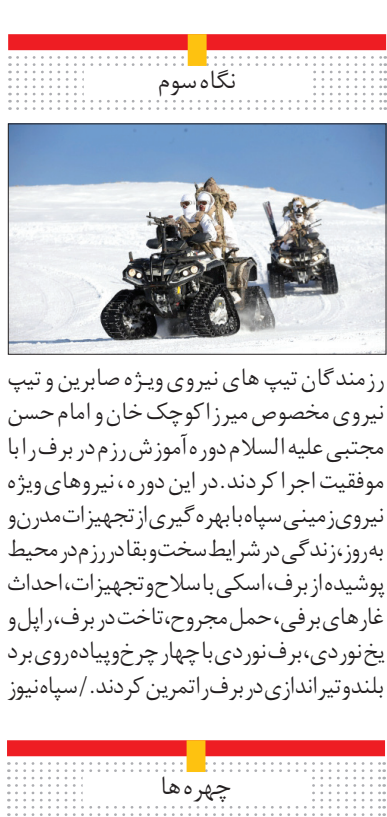 نگاه سوم
رزمندگان تیپ های نیروی ویژه صابرین و تیپ
نیروی مخصوص میرزا کوچک خان و امام حسن
مجتبی علیه السلام دوره آموزش رزم در برف را با
موفقیت اجرا کردند. در این دوره، نیروهای ویژه
نیروی زمینی سپاه با بهره گیری از تجهیزات مدرن و
به روز، زندگی در شرایط سخت و بقا در رزم در محیط
پوشیده از برف، اسکی با سلاح و تجهیزات، احداث
غارهای برفی، حمل مجروح، تاخت در برف، راپل و
یخ نوردی، برف نوردی با چهار چرخ و پیاده روی برد
بلند و تیراندازی در برف را تمرین کردند. / سپاه نیوز
چهره ها